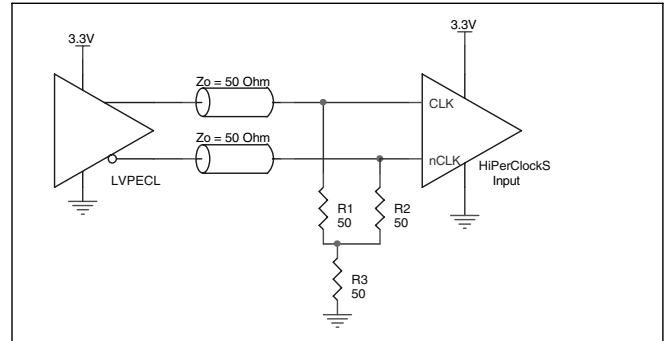 3.3V
3.3V
Zo = 50 Ohm
CLK
Zo = 50 Ohm
nCLK
HiPerClockS
Input
LVPECL
R1
50
R2
50
R3
50